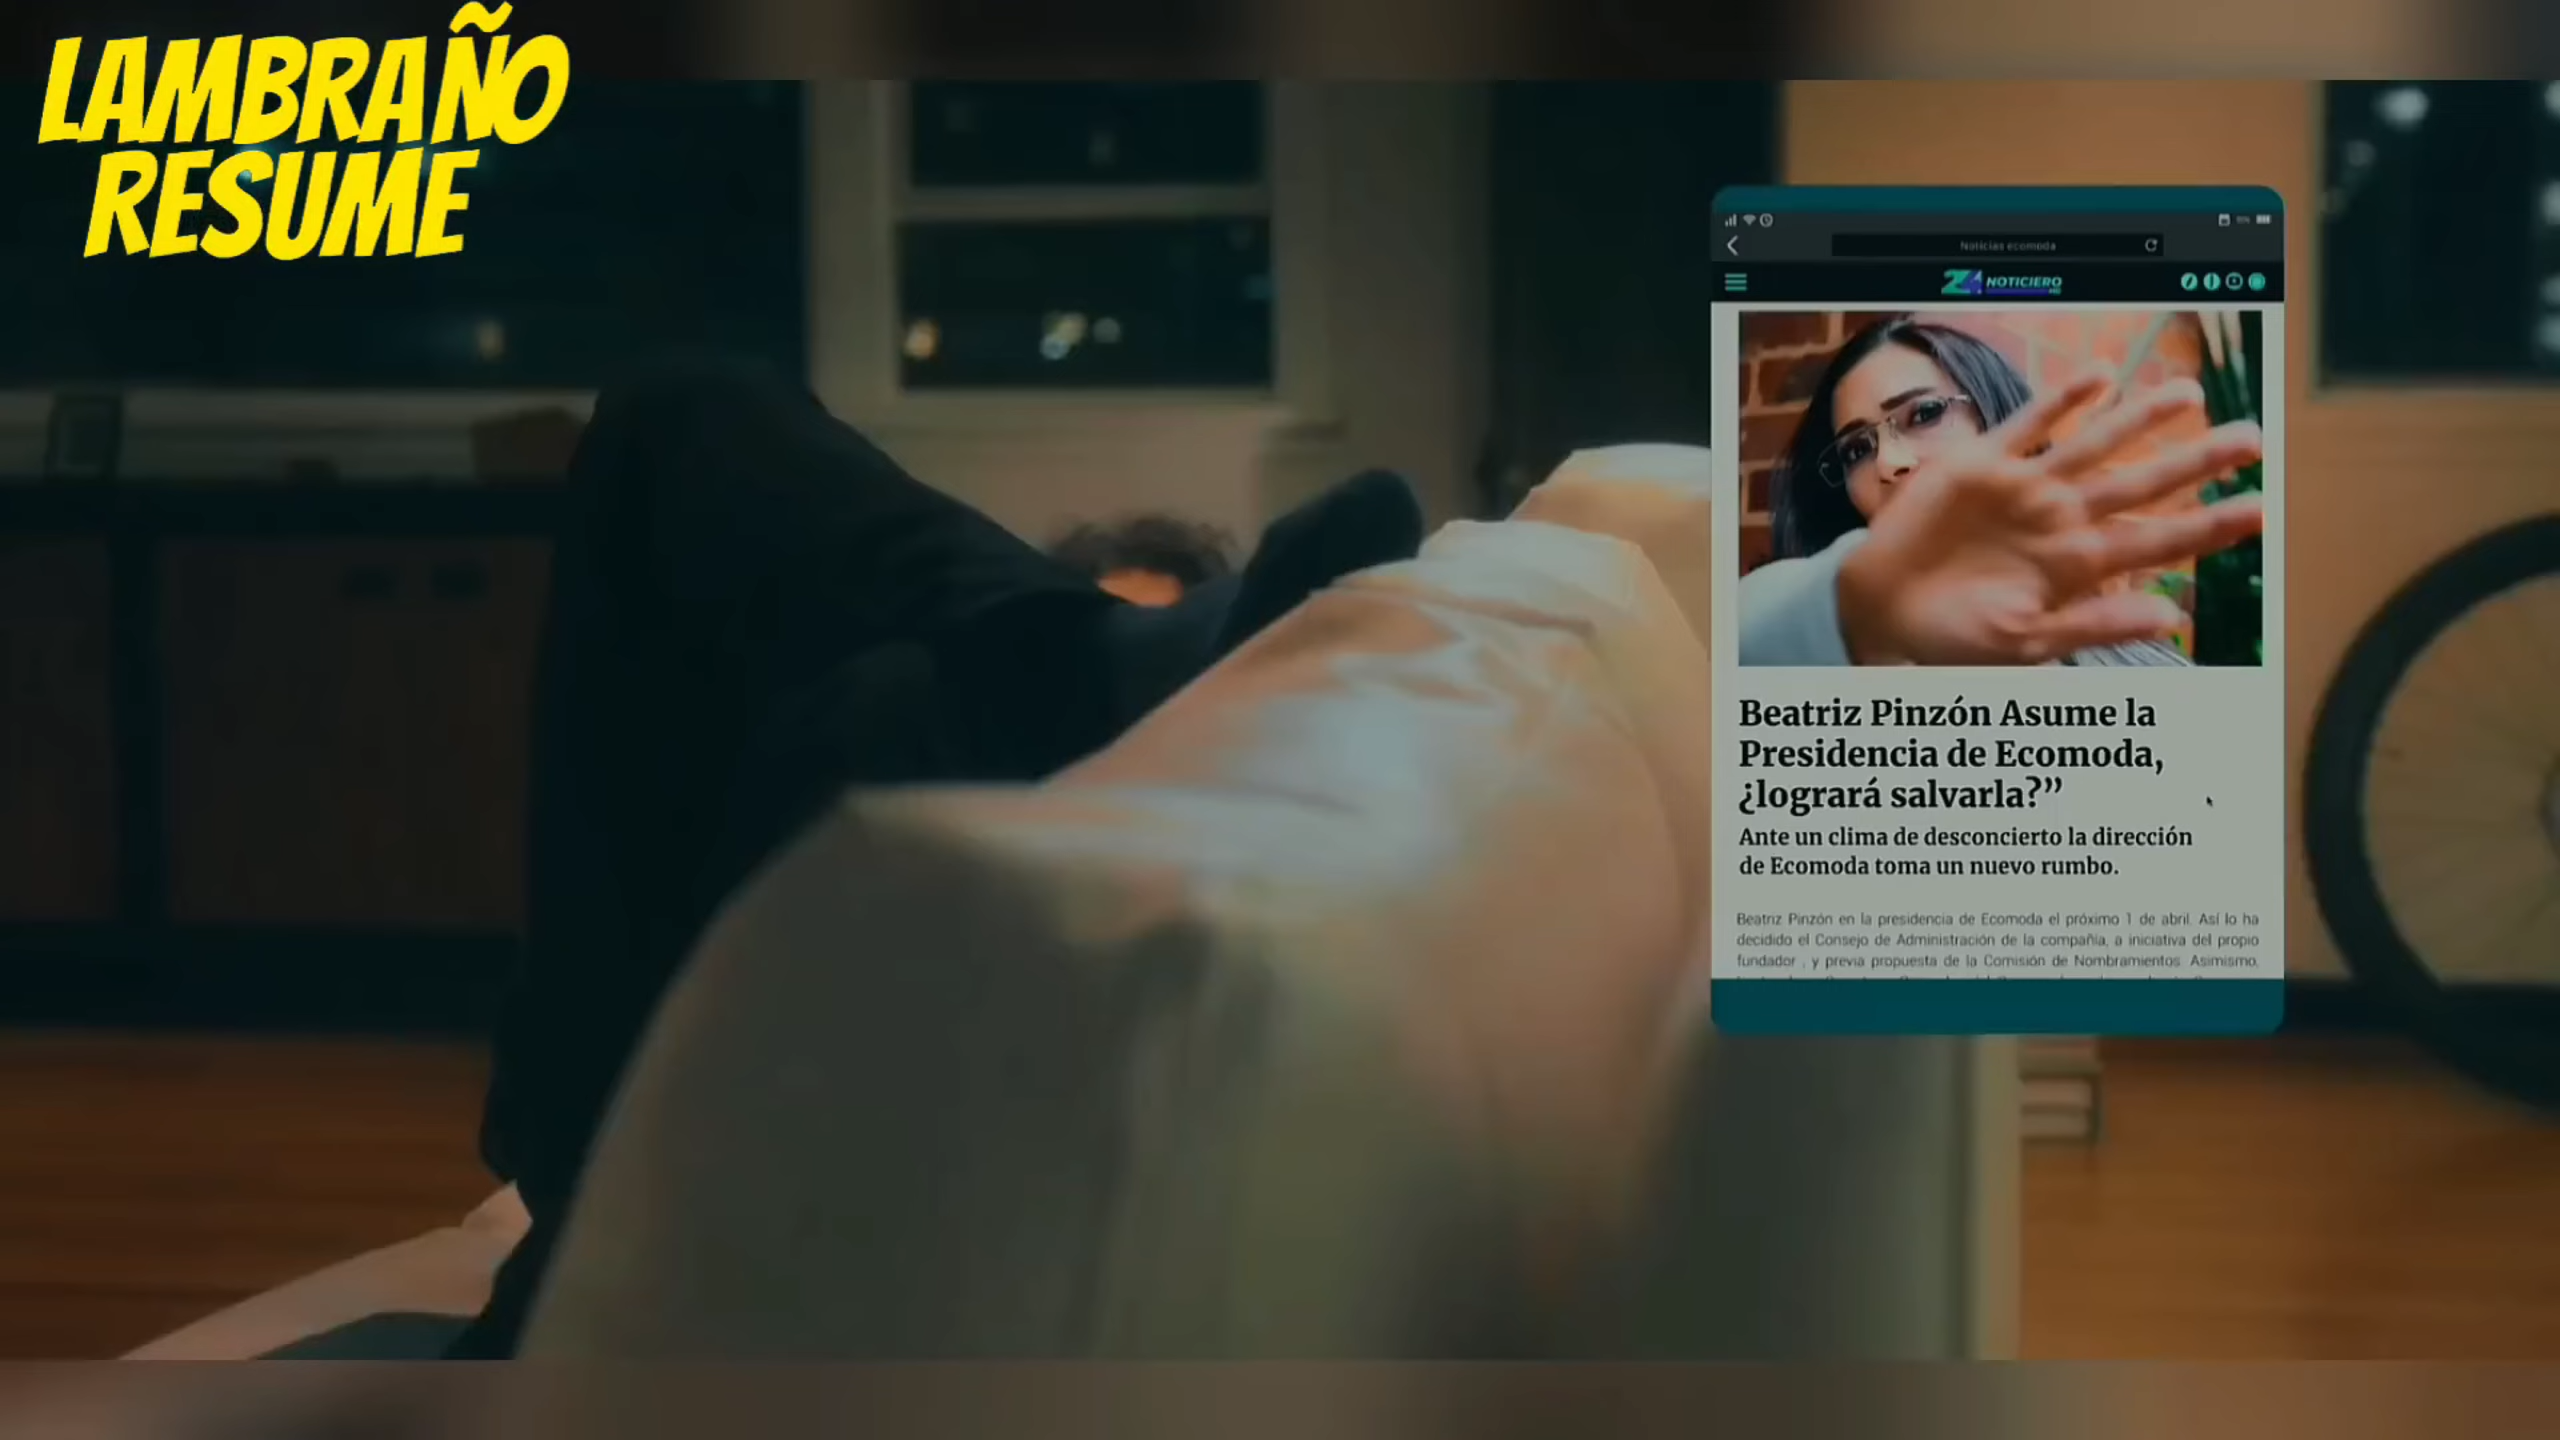 LAMBRAÑO
RESUME
Noticias ecomoda
24 NOTICIERO
Beatriz Pinzón Asume la
Presidencia de Ecomoda,
¿logrará salvarla?”
Ante un clima de desconcierto la dirección
de Ecomoda toma un nuevo rumbo.
Beatriz Pinzón en la presidencia de Ecomoda el próximo 1 de abril. Así lo ha
decidido el Consejo de Administración de la compañía, a iniciativa del propio
fundador , y previa propuesta de la Comisión de Nombramientos. Asimismo,